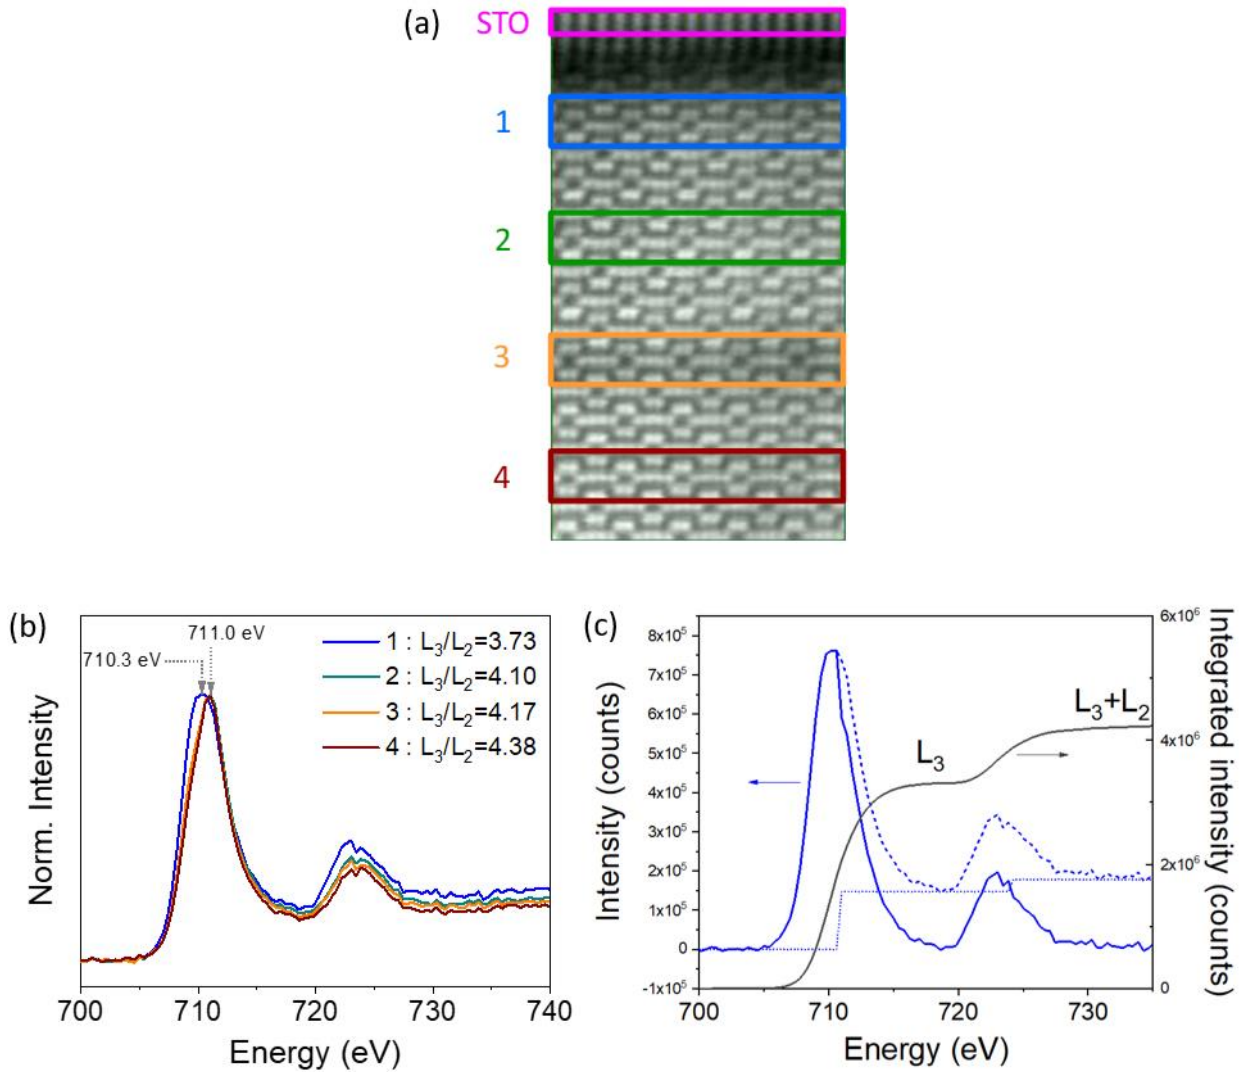 (a) STO
1
2
3
4
(b)
711.0 eV
710.3 eV
1 : L₃/L₂=3.73
2 : L₃/L₂=4.10
3 : L₃/L₂=4.17
4 : L₃/L₂=4.38
Norm. Intensity
700 710 720 730 740
Energy (eV)
(c)
8x10⁵
7x10⁵
6x10⁵
5x10⁵
4x10⁵
3x10⁵
2x10⁵
1x10⁵
0
-1x10⁵
Intensity (counts)
L₃
L₃+L₂
6x10⁶
4x10⁶
2x10⁶
0
Integrated intensity (counts)
700 710 720 730
Energy (eV)